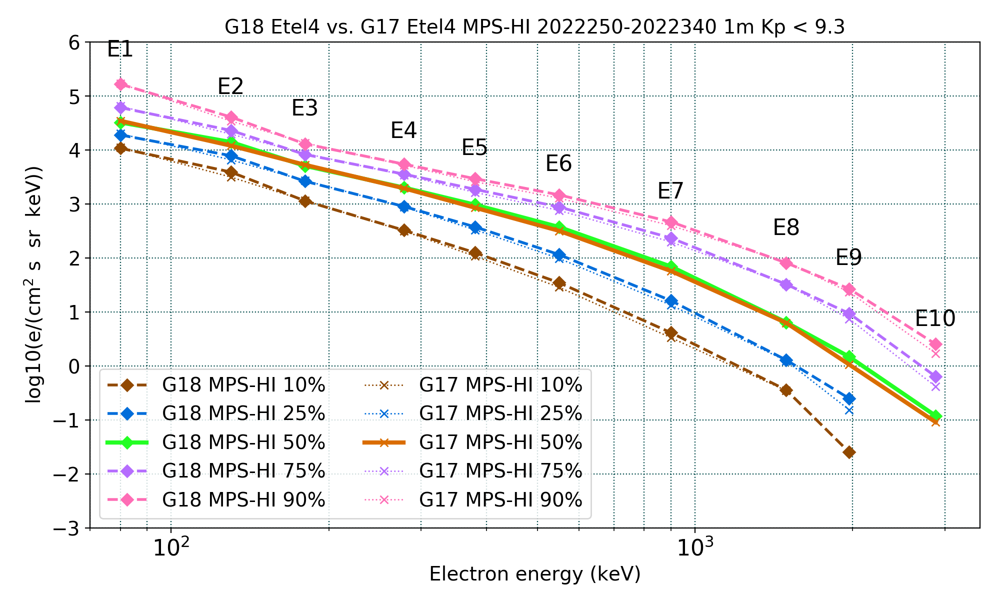 G18 Etel4 vs. G17 Etel4 MPS-HI 2022250-2022340 1m Kp < 9.3
6
5
4
3
2
1
0
−1
−2
−3
log10(e/(cm² s sr keV))
E1
E2
E3
E4
E5
E6
E7
E8
E9
E10
G18 MPS-HI 10%
G18 MPS-HI 25%
G18 MPS-HI 50%
G18 MPS-HI 75%
G18 MPS-HI 90%
G17 MPS-HI 10%
G17 MPS-HI 25%
G17 MPS-HI 50%
G17 MPS-HI 75%
G17 MPS-HI 90%
10²
10³
Electron energy (keV)